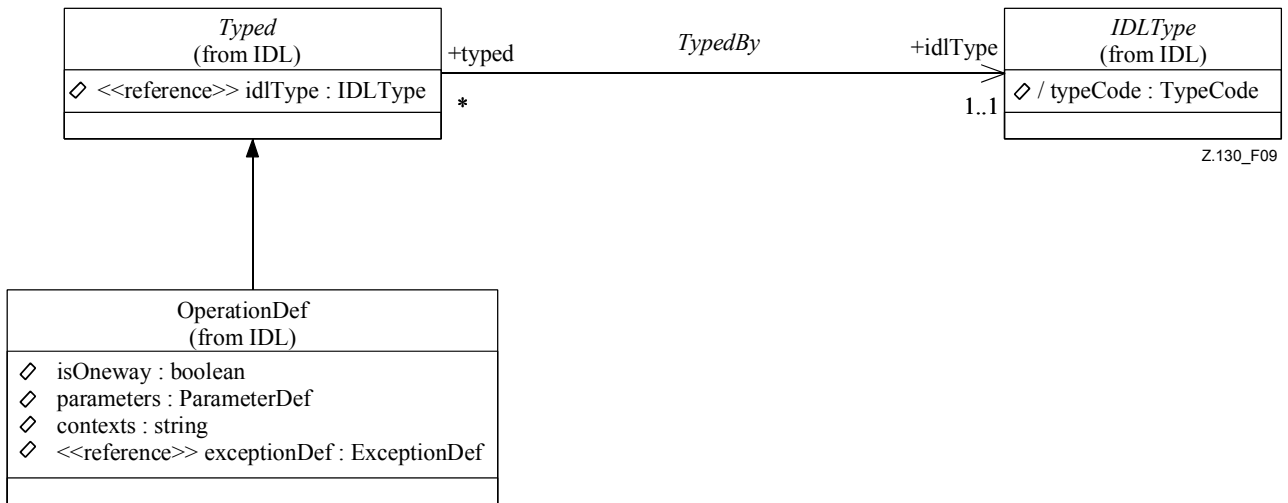 Typed
(from IDL)
<<reference>> idlType : IDLType
+typed
*
TypedBy
+idlType
1..1
IDLType
(from IDL)
/ typeCode : TypeCode
Z.130_F09
OperationDef
(from IDL)
isOneway : boolean
parameters : ParameterDef
contexts : string
<<reference>> exceptionDef : ExceptionDef